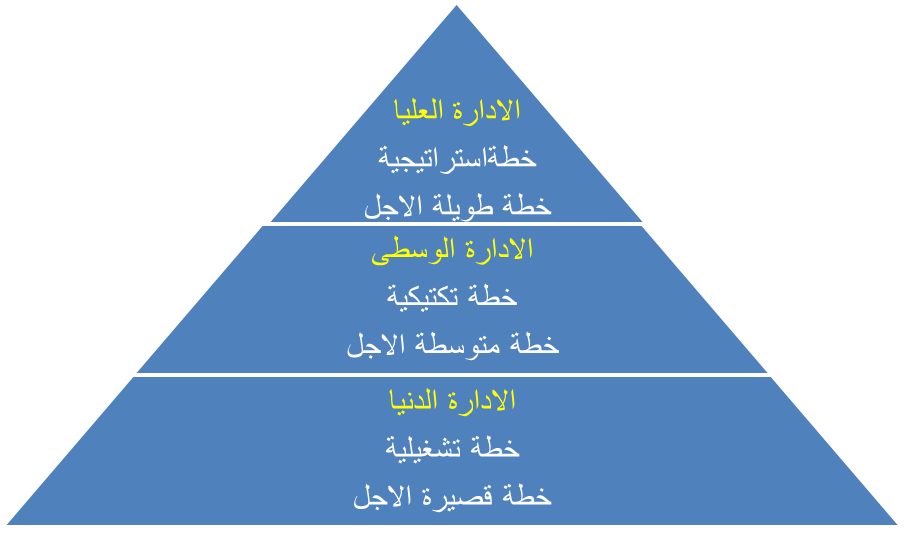 الادارة العليا
خطةاستراتيجية
خطة طويلة الاجل
الادارة الوسطى
خطة تكتيكية
خطة متوسطة الاجل
الادارة الدنيا
خطة تشغيلية
خطة قصيرة الاجل